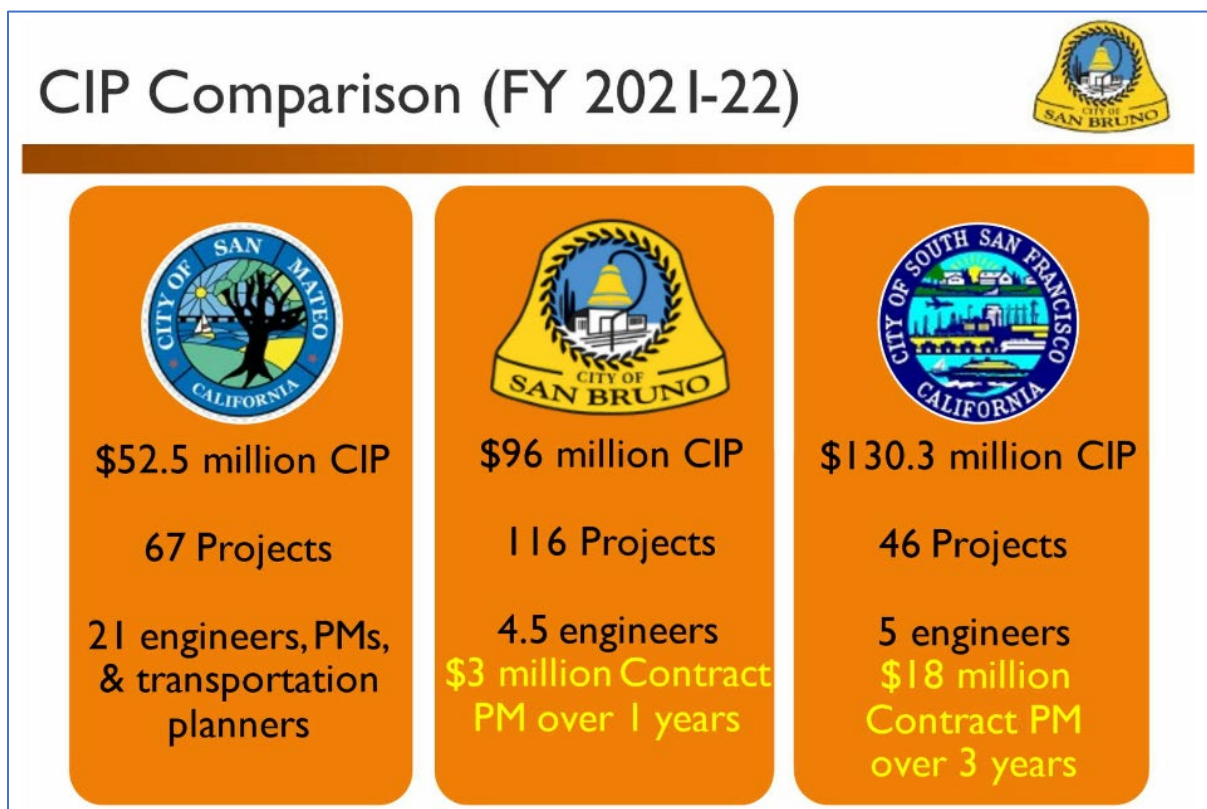 CIP Comparison (FY 2021-22)
CITY OF
SAN BRUNO
CITY OF SAN MATEO
CALIFORNIA
$52.5 million CIP
67 Projects
21 engineers, PMs,
& transportation
planners
CITY OF
SAN BRUNO
$96 million CIP
116 Projects
4.5 engineers
$3 million Contract
PM over 1 years
CITY OF SOUTH SAN FRANCISCO
CALIFORNIA
$130.3 million CIP
46 Projects
5 engineers
$18 million
Contract PM
over 3 years